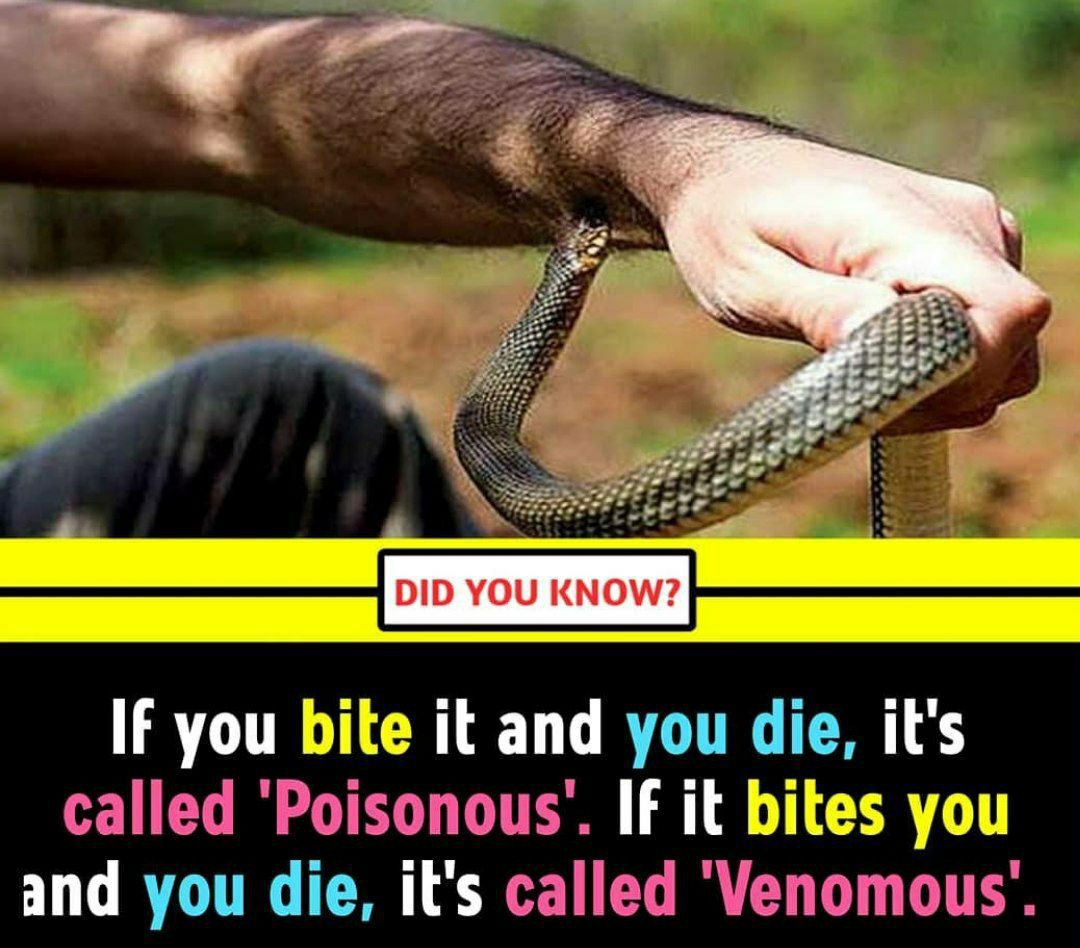 DID YOU KNOW?
If you bite it and you die, it's
called 'Poisonous'. If it bites you
and you die, it's called 'Venomous'.